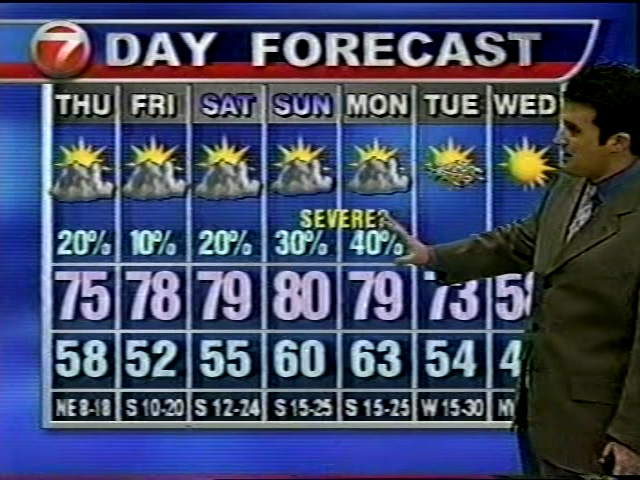 7 DAY FORECAST
THU FRI SAT SUN MON TUE WED
SEVERE?
20% 10% 20% 30% 40%
75 78 79 80 79 73
58 52 55 60 63 54
NE 8-18 S 10-20 S 12-24 S 15-25 S 15-25 W 15-30